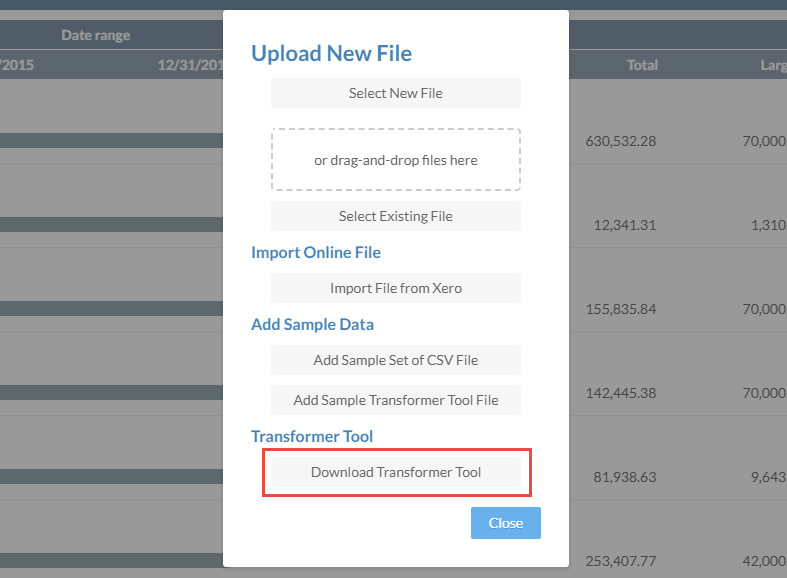 Date range
/2015
12/31/201
Total
Larg
Upload New File
Select New File
or drag-and-drop files here
Select Existing File
Import Online File
Import File from Xero
Add Sample Data
Add Sample Set of CSV File
Add Sample Transformer Tool File
Transformer Tool
Download Transformer Tool
Close
630,532.28
70,000
12,341.31
1,310
155,835.84
70,000
142,445.38
70,000
81,938.63
9,643
253,407.77
42,000